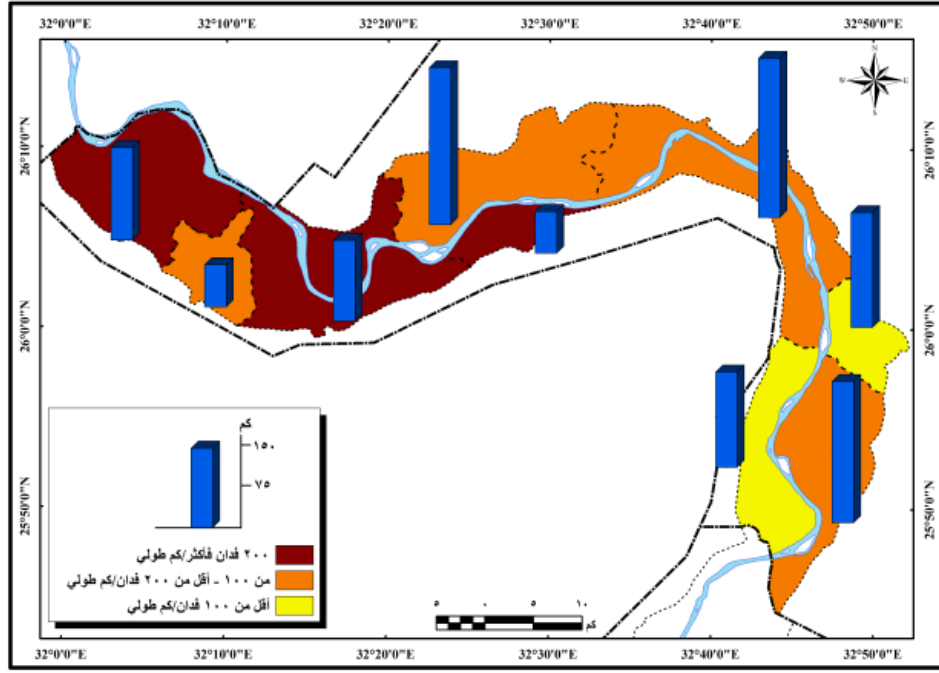 32°0'0"E 32°10'0"E 32°20'0"E 32°30'0"E 32°40'0"E 32°50'0"E
N
W E
S
26°10'0"N 26°10'0"N
26°0'0"N 26°0'0"N
25°50'0"N 25°50'0"N
كم
١٥٠
٧٥
٢٠٠ فدان فأكثر/كم طولي
من ١٠٠ - أقل من ٢٠٠ فدان/كم طولي
أقل من ١٠٠ فدان/كم طولي
٥ ٠ ٥ ١٠
كم
32°0'0"E 32°10'0"E 32°20'0"E 32°30'0"E 32°40'0"E 32°50'0"E